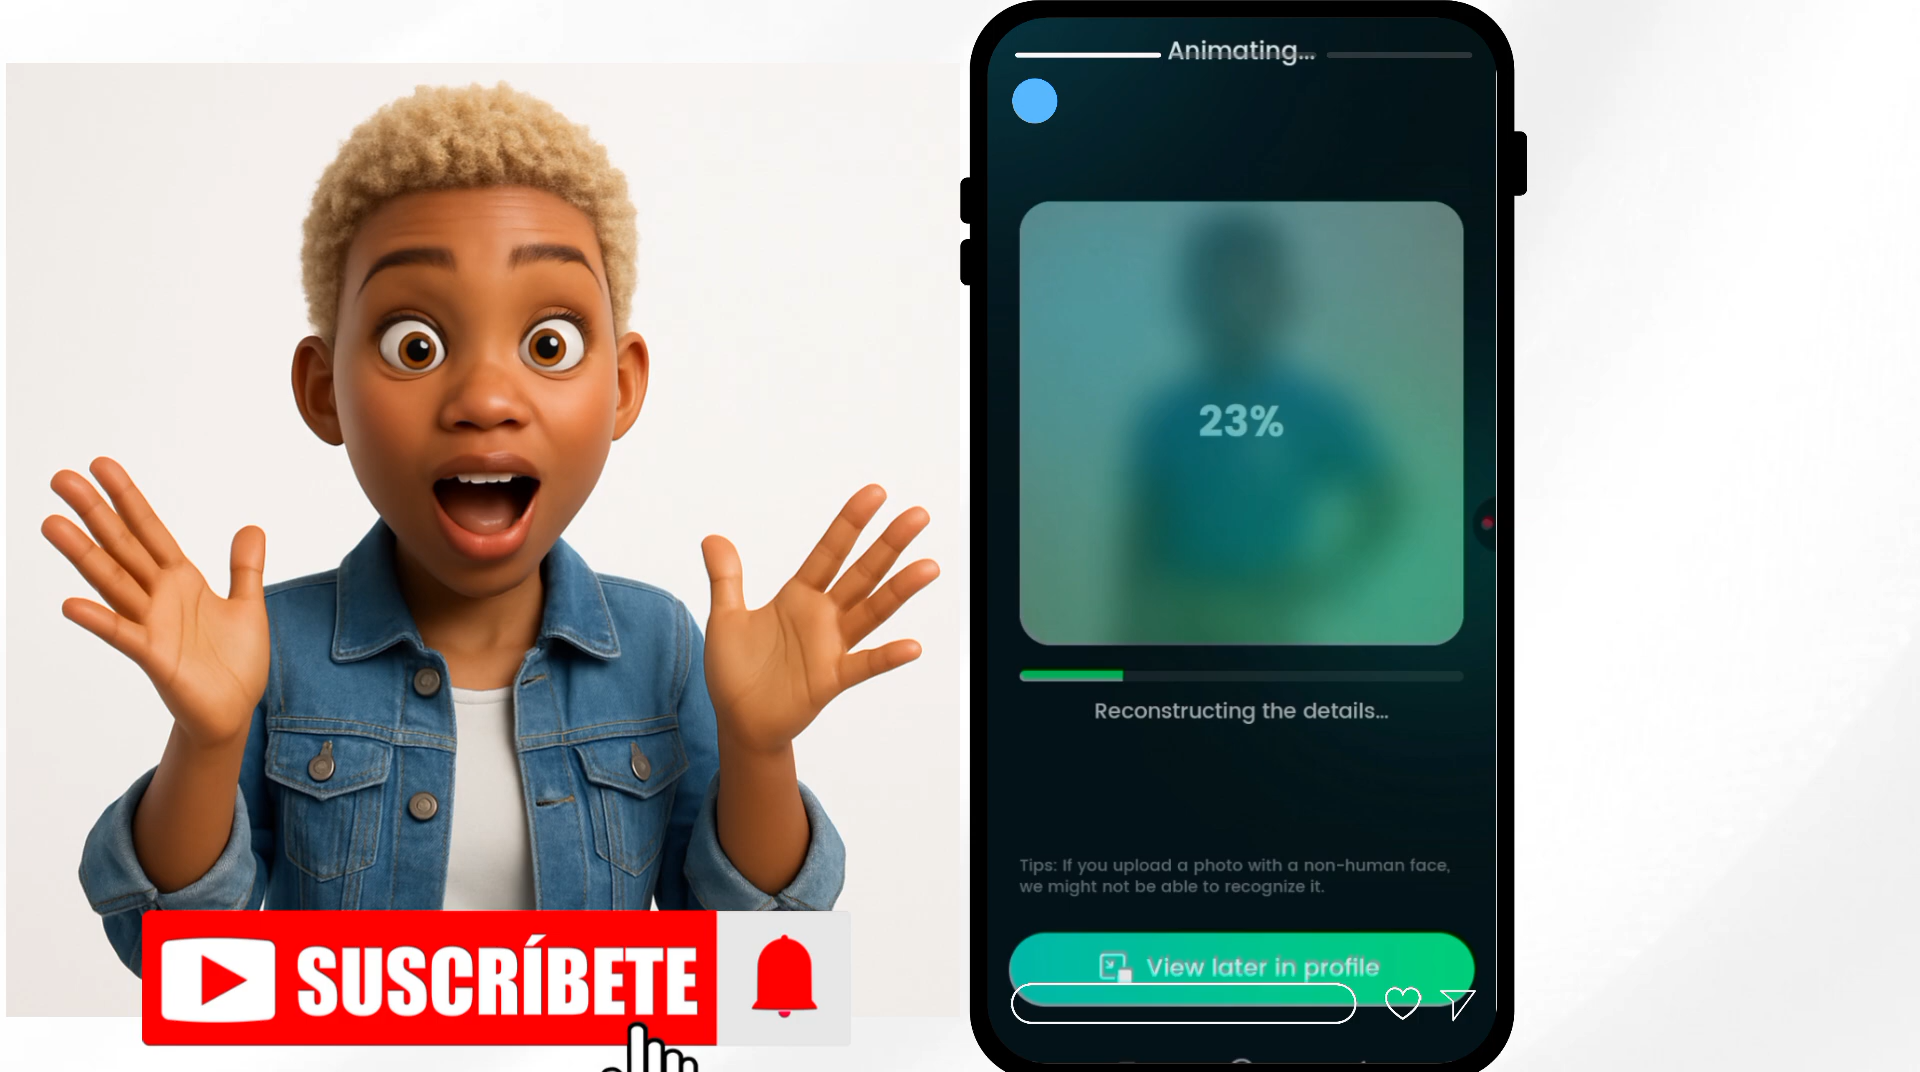 Animating...
23%
Reconstructing the details...
Tips: If you upload a photo with a non-human face,
we might not be able to recognize it.
View later in profile
SUSCRÍBETE